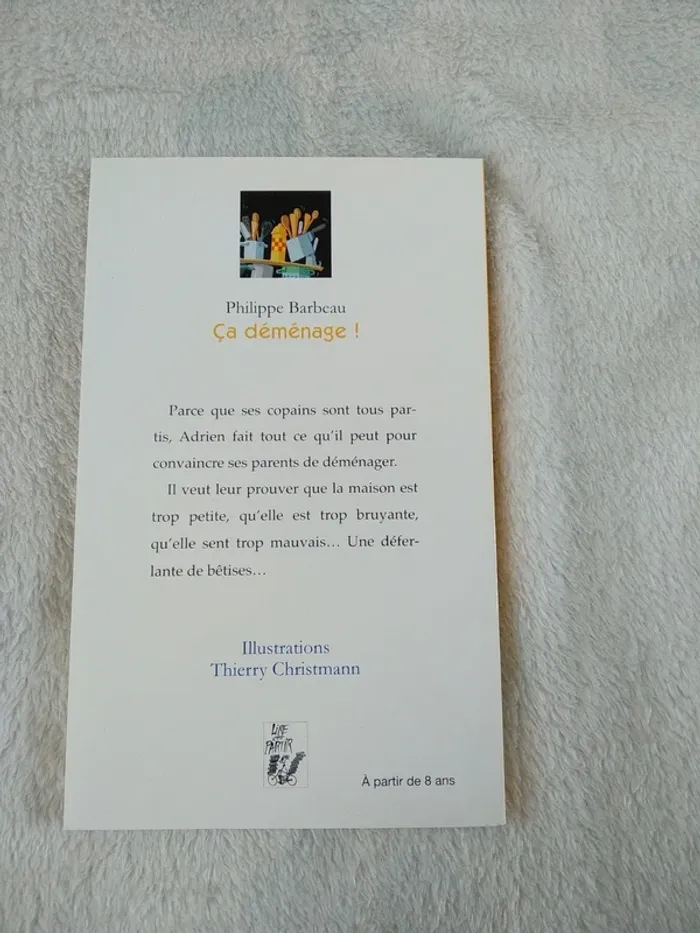 Philippe Barbeau
Ça déménage !
Parce que ses copains sont tous par-
tis, Adrien fait tout ce qu'il peut pour
convaincre ses parents de déménager.
Il veut leur prouver que la maison est
trop petite, qu'elle est trop bruyante,
qu'elle sent trop mauvais... Une défer-
lante de bêtises...
Illustrations
Thierry Christmann
LIRE
PARTIR
À partir de 8 ans